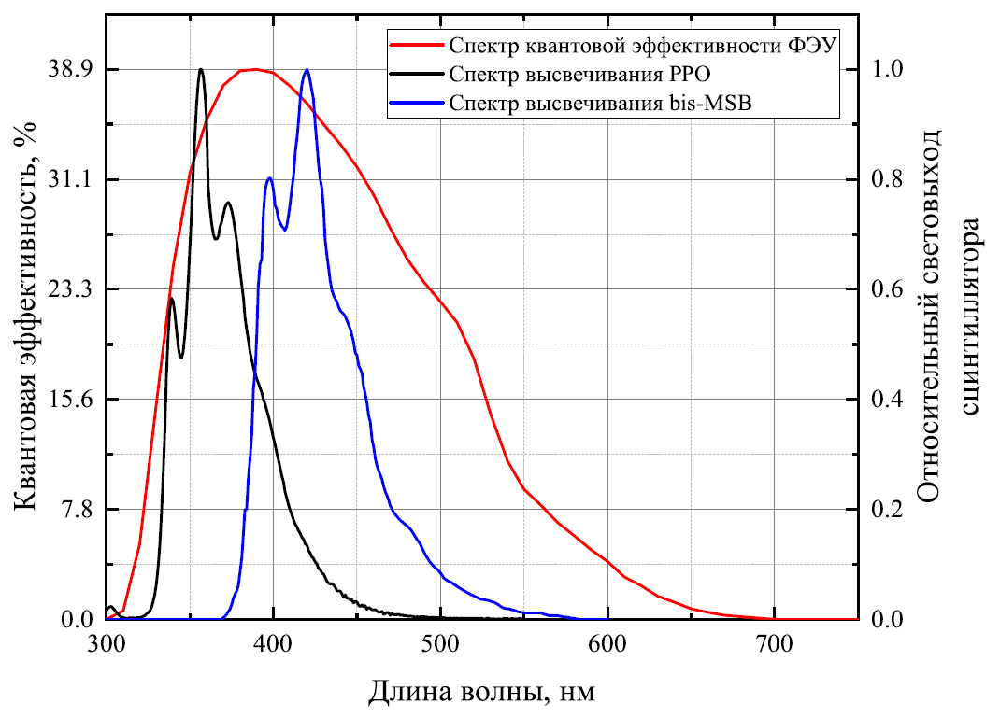 Спектр квантовой эффективности ФЭУ
Спектр высвечивания PPO
Спектр высвечивания bis-MSB
Квантовая эффективность, %
38.9
31.1
23.3
15.6
7.8
0.0
1.0
0.8
0.6
0.4
0.2
0.0
Относительный световыход
сцинтиллятора
300
400
500
600
700
Длина волны, нм